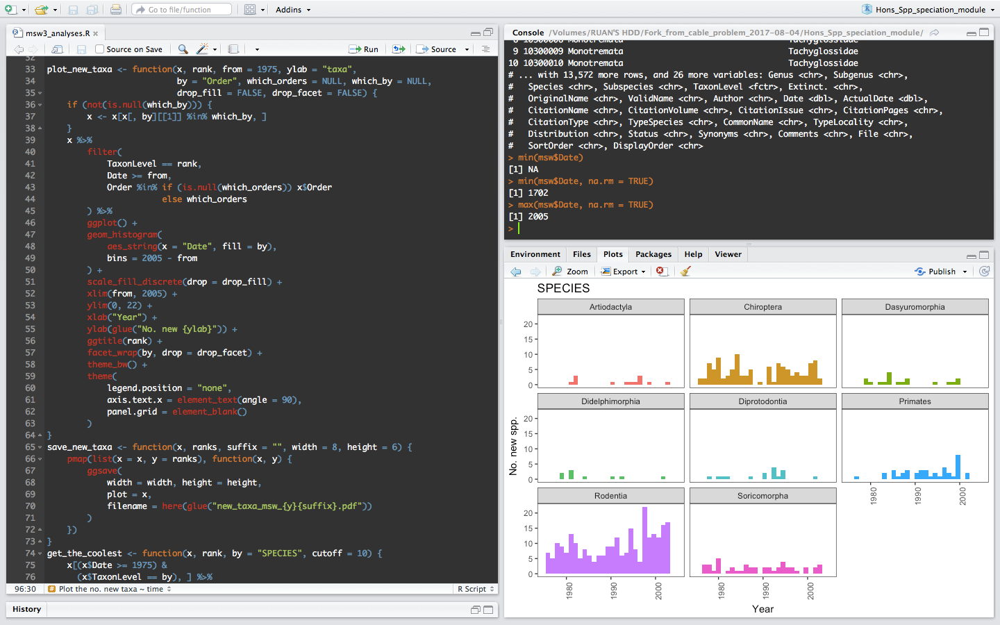 Go to file/function
Addins
Hons_Spp_speciation_module
msw3_analyses.R
Source on Save
Run
Source
33 plot_new_taxa <- function(x, rank, from = 1975, ylab = "taxa",
34 by = "Order", which_orders = NULL, which_by = NULL,
35 drop_fill = FALSE, drop_facet = FALSE) {
36 if (not(is.null(which_by))) {
37 x <- x[x[, by][[1]] %in% which_by, ]
38 }
39 x %>%
40 filter(
41 TaxonLevel == rank,
42 Date >= from,
43 Order %in% if (is.null(which_orders)) x$Order
44 else which_orders
45 ) %>%
46 ggplot() +
47 geom_histogram(
48 aes_string(x = "Date", fill = by),
49 bins = 2005 - from
50 ) +
51 scale_fill_discrete(drop = drop_fill) +
52 xlim(from, 2005) +
53 ylim(0, 22) +
54 xlab("Year") +
55 ylab(glue("No. new {ylab}")) +
56 ggtitle(rank) +
57 facet_wrap(by, drop = drop_facet) +
58 theme_bw() +
59 theme(
60 legend.position = "none",
61 axis.text.x = element_text(angle = 90),
62 panel.grid = element_blank()
63 )
64 }
65 save_new_taxa <- function(x, ranks, suffix = "", width = 8, height = 6) {
66 pmap(list(x = x, y = ranks), function(x, y) {
67 ggsave(
68 width = width, height = height,
69 plot = x,
70 filename = here(glue("new_taxa_msw_{y}{suffix}.pdf"))
71 )
72 })
73 }
74 get_the_coolest <- function(x, rank, by = "SPECIES", cutoff = 10) {
75 x[(x$Date >= 1975) &
76 (x$TaxonLevel == by), ] %>%
96:30 Plot the no. new taxa ~ time R Script
History
Console /Volumes/RUAN'S HDD/Fork_from_cable_problem_2017-08-04/Hons_Spp_speciation_module/
9 10300009 Monotremata Tachyglossidae
10 10300010 Monotremata Tachyglossidae
# ... with 13,572 more rows, and 26 more variables: Genus <chr>, Subgenus <chr>,
# Species <chr>, Subspecies <chr>, TaxonLevel <fctr>, Extinct. <chr>,
# OriginalName <chr>, ValidName <chr>, Author <chr>, Date <dbl>, ActualDate <dbl>,
# CitationName <chr>, CitationVolume <chr>, CitationIssue <chr>, CitationPages <chr>,
# CitationType <chr>, TypeSpecies <chr>, CommonName <chr>, TypeLocality <chr>,
# Distribution <chr>, Status <chr>, Synonyms <chr>, Comments <chr>, File <chr>,
# SortOrder <chr>, DisplayOrder <chr>
> min(msw$Date)
[1] NA
> min(msw$Date, na.rm = TRUE)
[1] 1702
> max(msw$Date, na.rm = TRUE)
[1] 2005
>
Environment Files Plots Packages Help Viewer
Zoom Export Publish
SPECIES
Artiodactyla Chiroptera Dasyuromorphia
20
15
10
5
0
Didelphimorphia Diprotodontia Primates
20
15
10
5
0
1980 1990 2000
Rodentia Soricomorpha
20
15
10
5
0
1980 1990 2000 1980 1990 2000
No. new spp.
Year